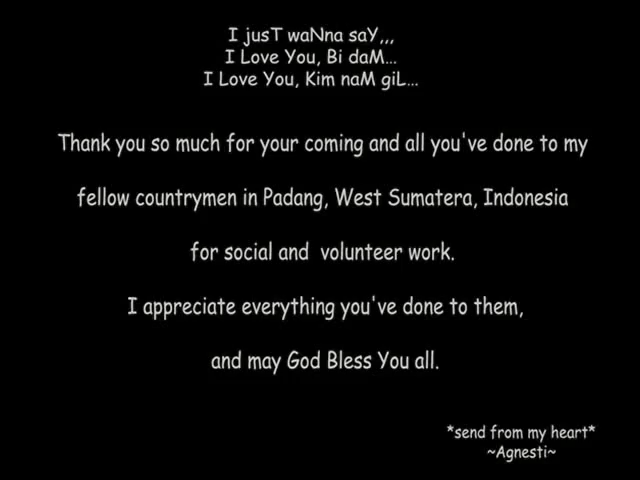 I jusT waNna saY,,,
I Love You, Bi daM...
I Love You, Kim naM giL...
Thank you so much for your coming and all you've done to my
fellow countrymen in Padang, West Sumatera, Indonesia
for social and volunteer work.
I appreciate everything you've done to them,
and may God Bless You all.
*send from my heart*
~Agnesti~